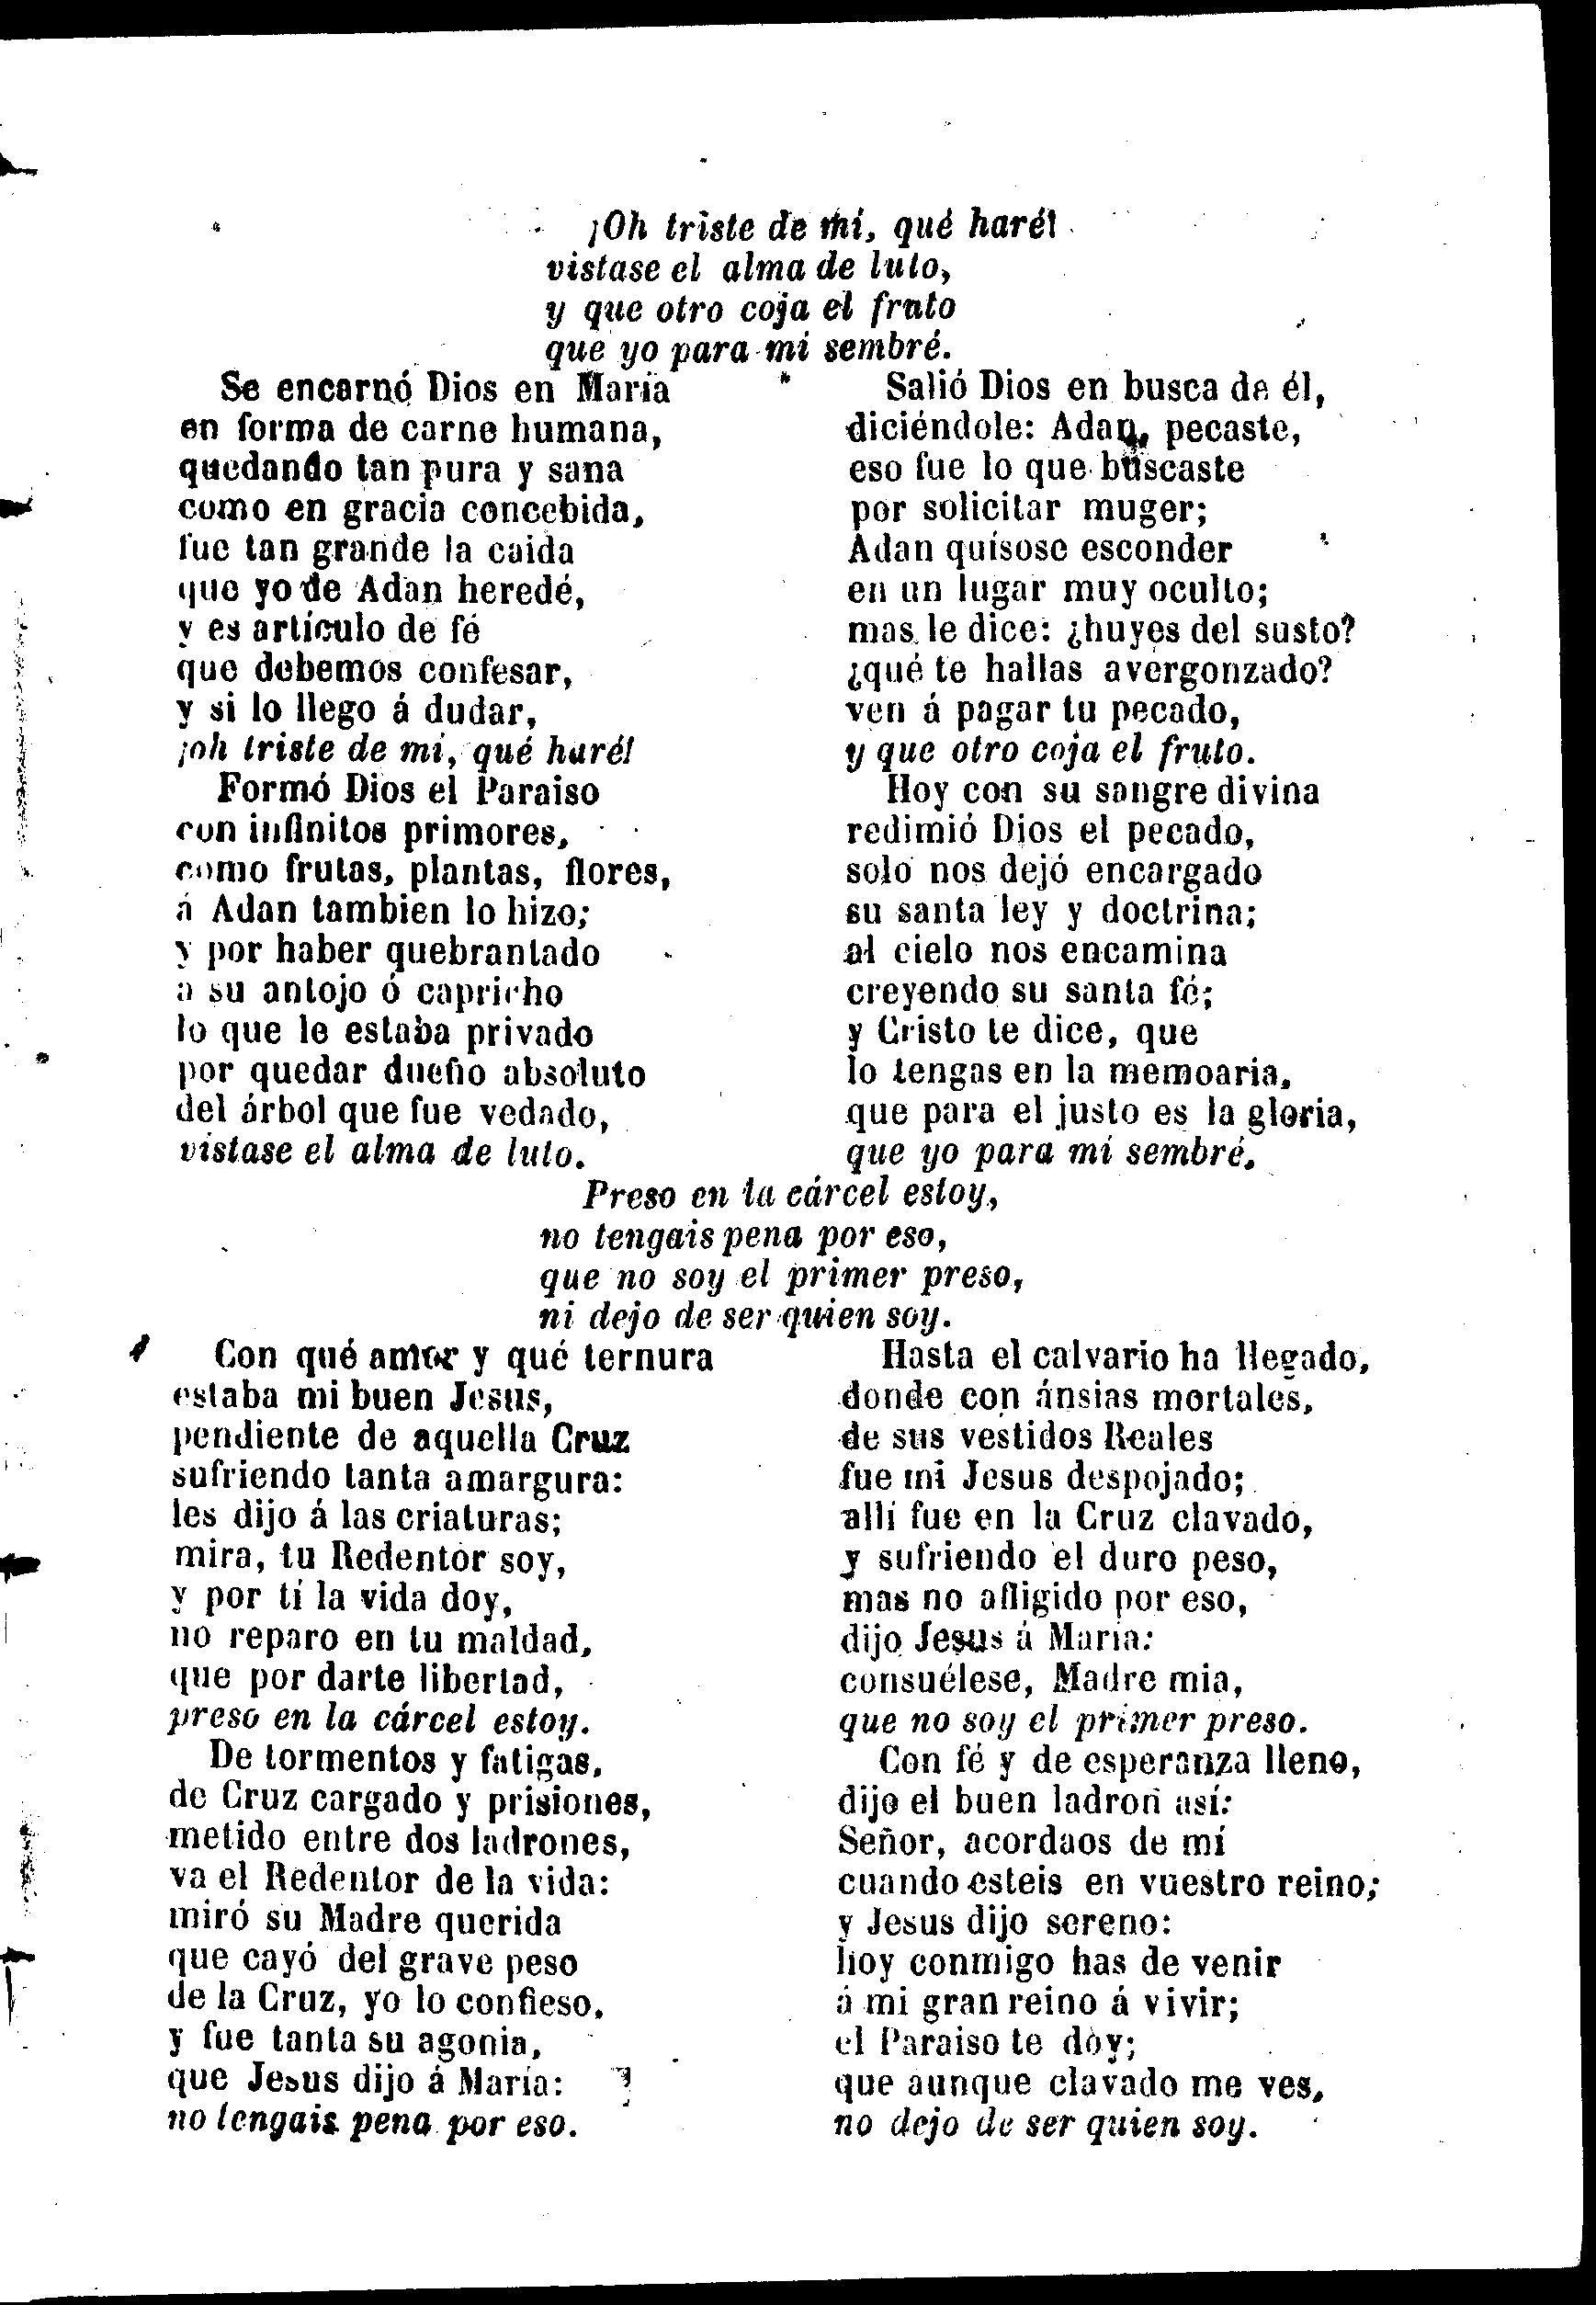 ¡Oh triste de mí, qué haré!
vistase el alma de luto,
y que otro coja el fruto
que yo para mi sembré.
Se encarnó Dios en María
en forma de carne humana,
quedando tan pura y sana
como en gracia concebida,
fue tan grande la caida
que yo de Adan heredé,
y es artículo de fé
que debemos confesar,
y si lo llego á dudar,
¡oh triste de mi, qué haré!
Formó Dios el Paraiso
con infinitos primores,
como frutas, plantas, flores,
á Adan tambien lo hizo;
y por haber quebrantado
a su antojo ó capricho
lo que le estaba privado
por quedar dueño absoluto
del árbol que fue vedado,
vistase el alma de luto.
Salió Dios en busca de él,
diciéndole: Adan, pecaste,
eso fue lo que buscaste
por solicitar muger;
Adan quísose esconder
en un lugar muy oculto;
mas le dice: ¿huyes del susto?
¿qué te hallas avergonzado?
ven á pagar tu pecado,
y que otro coja el fruto.
Hoy con su sangre divina
redimió Dios el pecado,
solo nos dejó encargado
su santa ley y doctrina;
al cielo nos encamina
creyendo su santa fé;
y Cristo te dice, que
lo tengas en la memoaria,
que para el justo es la gloria,
que yo para mí sembré.
Preso en la cárcel estoy,
no tengais pena por eso,
que no soy el primer preso,
ni dejo de ser quien soy.
Con qué amor y qué ternura
estaba mi buen Jesus,
pendiente de aquella Cruz
sufriendo tanta amargura:
les dijo á las criaturas;
mira, tu Redentor soy,
y por tí la vida doy,
no reparo en tu maldad,
que por darte libertad,
preso en la cárcel estoy.
De tormentos y fatigas,
de Cruz cargado y prisiones,
metido entre dos ladrones,
va el Redentor de la vida:
miró su Madre querida
que cayó del grave peso
de la Cruz, yo lo confieso,
y fue tanta su agonia,
que Jesus dijo á María:
no tengais pena por eso.
Hasta el calvario ha llegado,
donde con ánsias mortales,
de sus vestidos Reales
fue mi Jesus despojado;
allí fue en la Cruz clavado,
y sufriendo el duro peso,
mas no afligido por eso,
dijo Jesus á María:
consuélese, Madre mia,
que no soy el primer preso.
Con fé y de esperanza lleno,
dijo el buen ladron así:
Señor, acordaos de mí
cuando esteis en vuestro reino;
y Jesus dijo sereno:
hoy conmigo has de venir
á mi gran reino á vivir;
el Paraiso te doy;
que aunque clavado me ves,
no dejo de ser quien soy.